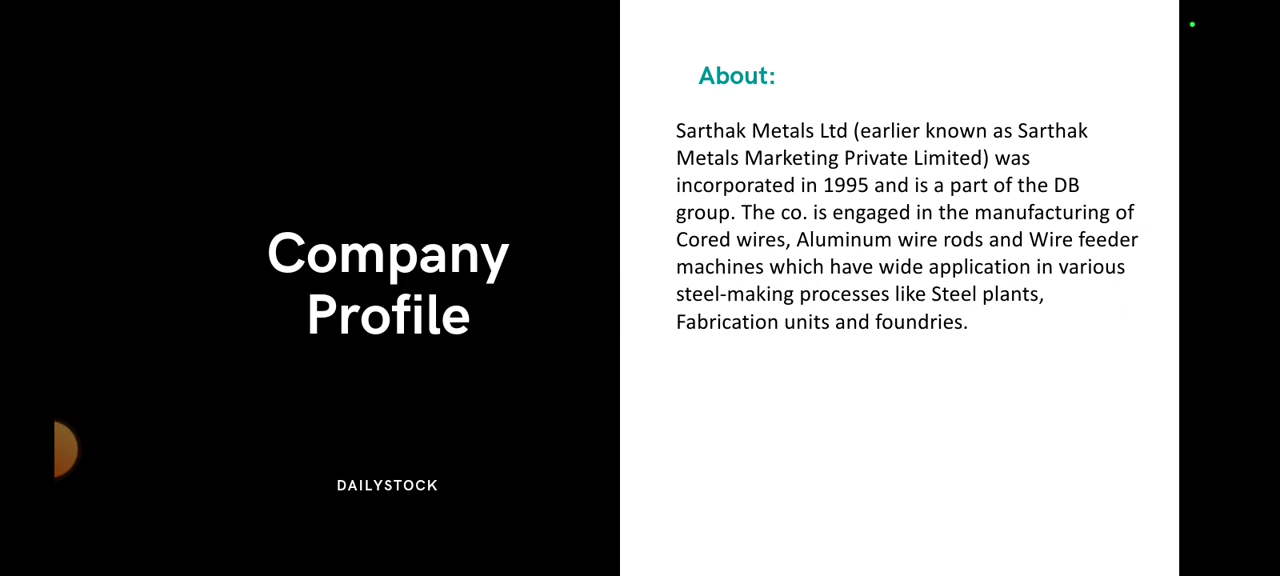 Company
Profile
DAILYSTOCK
About:
Sarthak Metals Ltd (earlier known as Sarthak
Metals Marketing Private Limited) was
incorporated in 1995 and is a part of the DB
group. The co. is engaged in the manufacturing of
Cored wires, Aluminum wire rods and Wire feeder
machines which have wide application in various
steel-making processes like Steel plants,
Fabrication units and foundries.